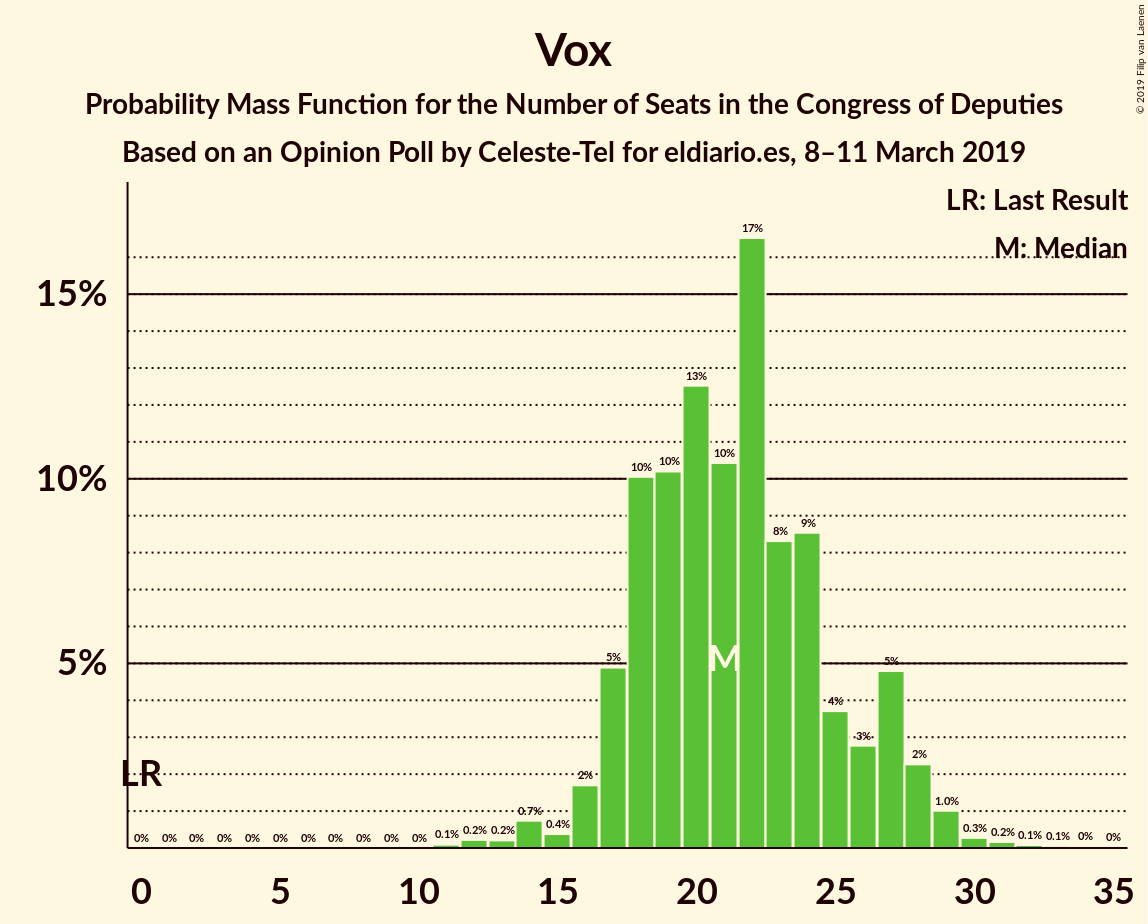 Vox
Probability Mass Function for the Number of Seats in the Congress of Deputies
Based on an Opinion Poll by Celeste-Tel for eldiario.es, 8–11 March 2019
© 2019 Filip van Laenen
LR: Last Result
M: Median
15%
10%
5%
LR
M
0% 0% 0% 0% 0% 0% 0% 0% 0% 0% 0% 0.1% 0.2% 0.2% 0.7% 0.4% 2% 5% 10% 10% 13% 10% 17% 8% 9% 4% 3% 5% 2% 1.0% 0.3% 0.2% 0.1% 0.1% 0% 0%
0 5 10 15 20 25 30 35